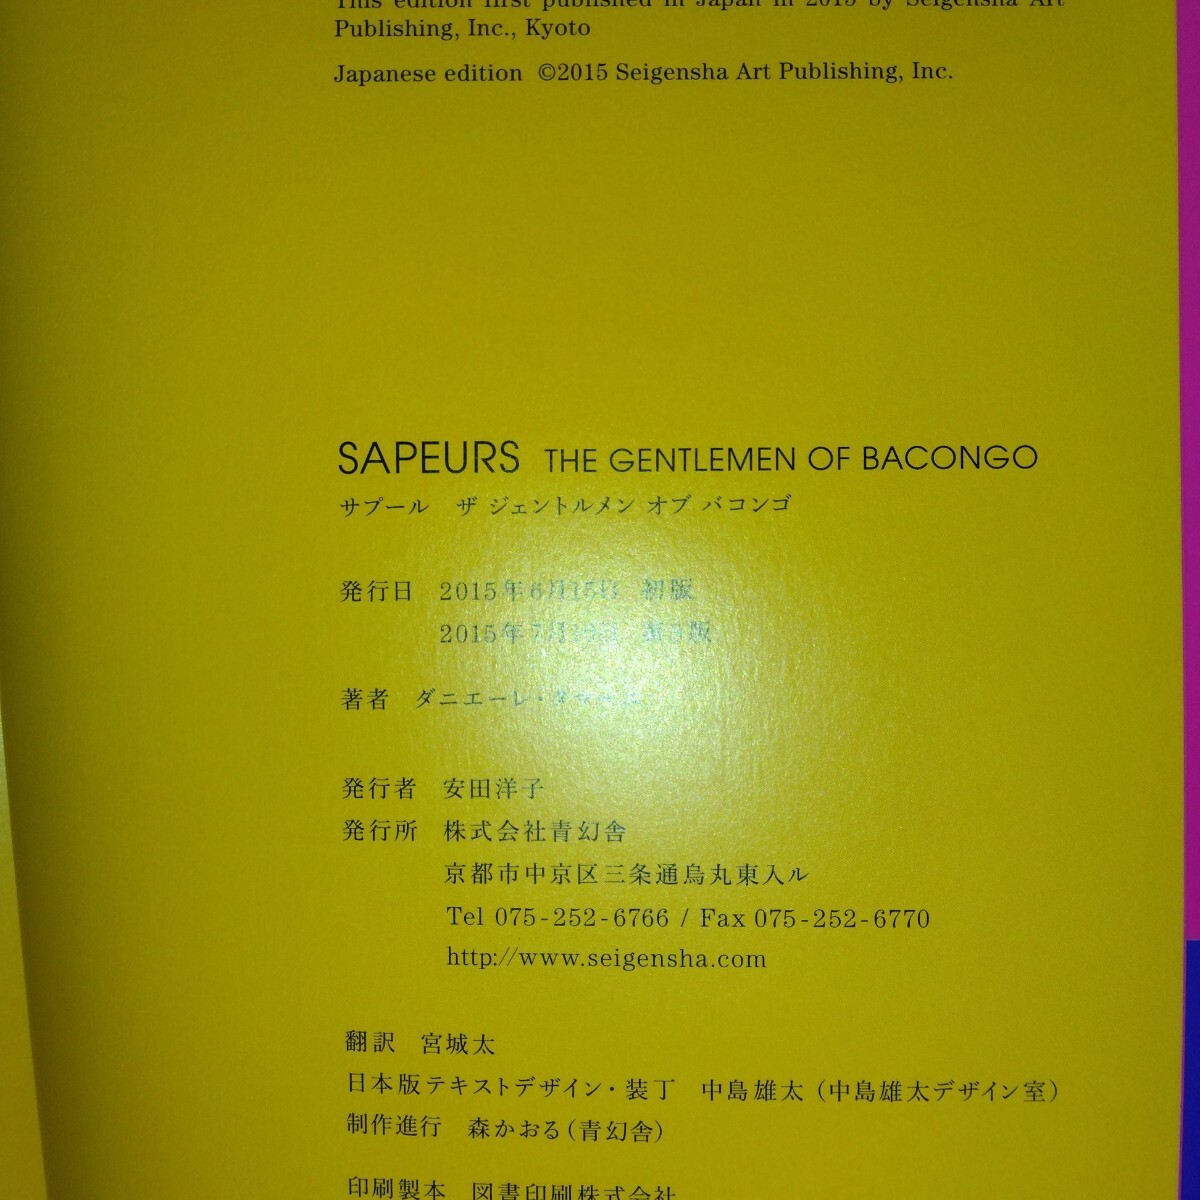 This edition first published in Japan in 2015 by Seigensha Art
Publishing, Inc., Kyoto
Japanese edition ©2015 Seigensha Art Publishing, Inc.
SAPEURS THE GENTLEMEN OF BACONGO
サプール ザ ジェントルメン オブ バコンゴ
発行日 2015年6月15日 初版
2015年7月 第3版
著者 ダニエーレ・
発行者 安田洋子
発行所 株式会社青幻舎
京都市中京区三条通烏丸東入ル
Tel 075-252-6766 / Fax 075-252-6770
http://www.seigensha.com
翻訳 宮城太
日本版テキストデザイン・装丁 中島雄太（中島雄太デザイン室）
制作進行 森かおる（青幻舎）
印刷製本 図書印刷株式会社